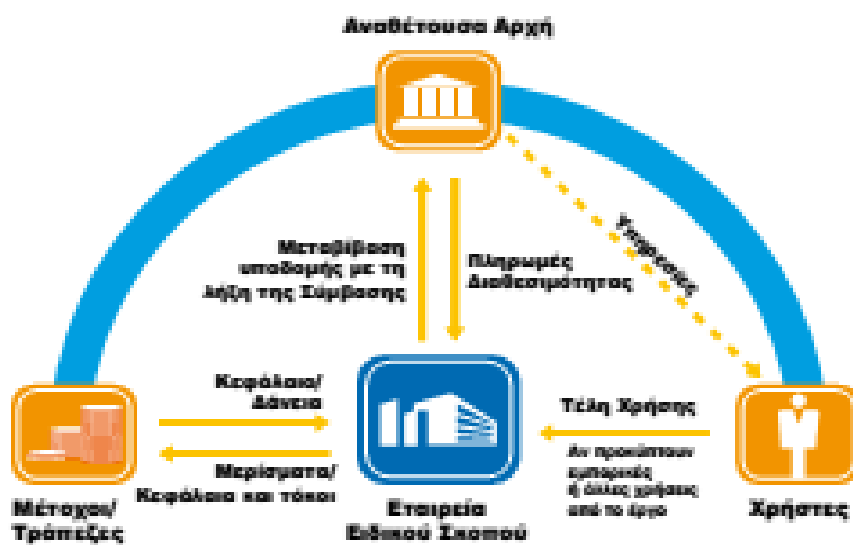 Αναθέτουσα Αρχή
Μεταβίβαση
υποδομής με τη
λήξη της Σύμβασης
Πληρωμές
Διαθεσιμότητας
Υπηρεσίες
Κεφάλαιο/
Δάνεια
Μερίσματα/
Κεφάλαια και τόκοι
Τέλη Χρήσης
Αν προκύπτουν
εμπορικές
ή άλλες χρήσεις
από το έργο
Μέτοχοι/
Τράπεζες
Εταιρεία
Ειδικού Σκοπού
Χρήστες